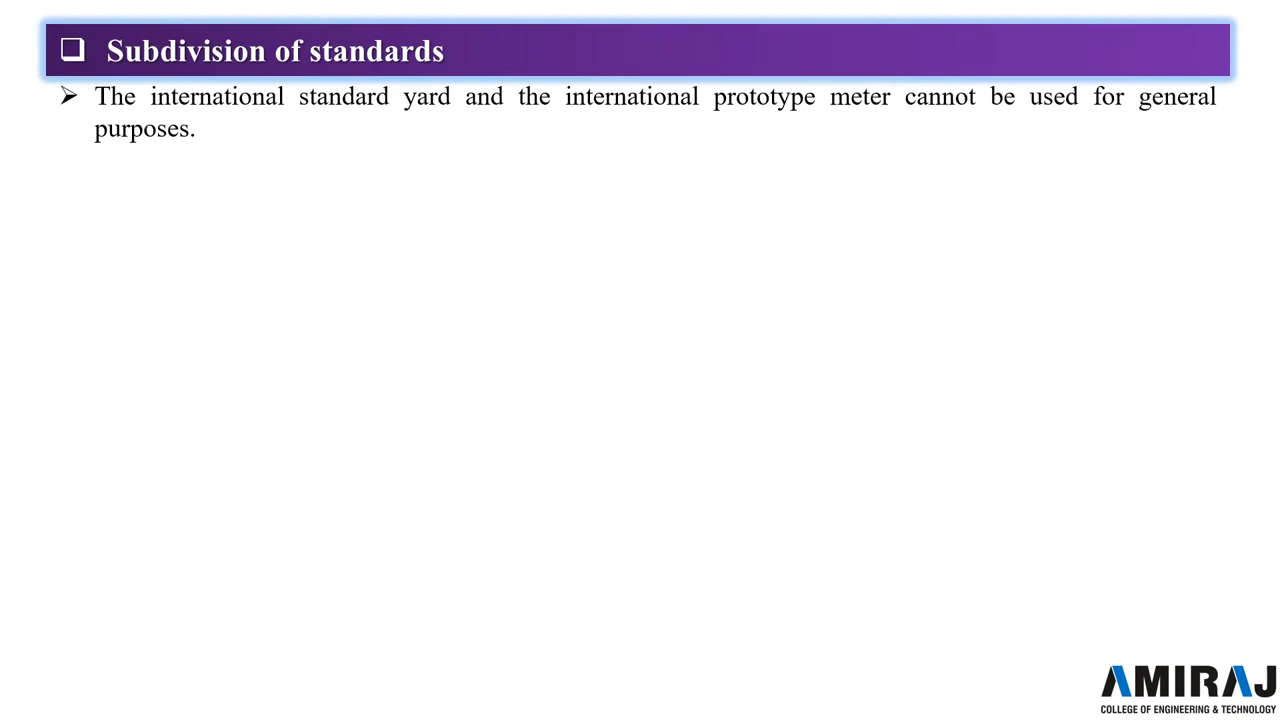 Subdivision of standards
The international standard yard and the international prototype meter cannot be used for general
purposes.
AMIRAJ
COLLEGE OF ENGINEERING & TECHNOLOGY